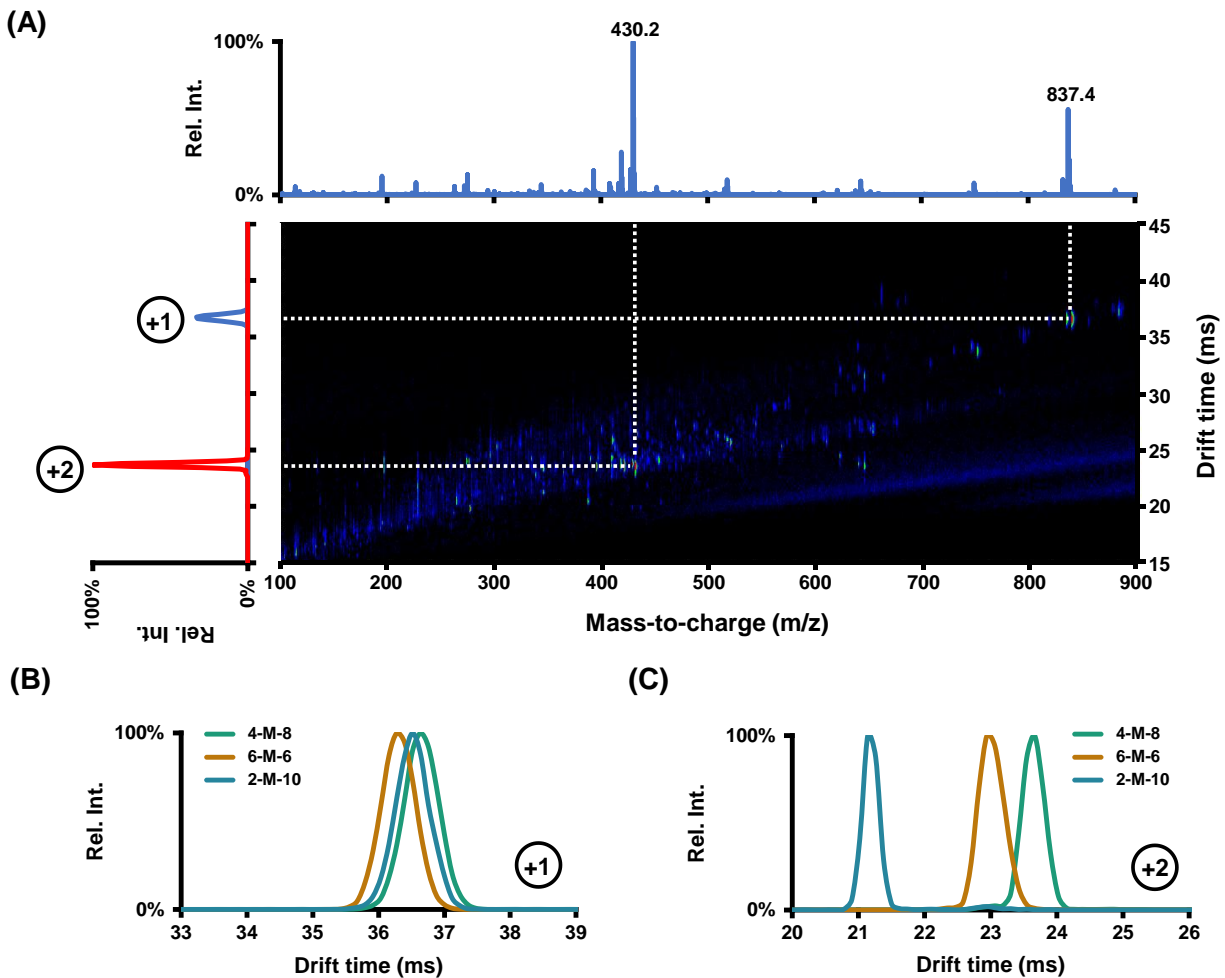 (A)
430.2
837.4
100%
0%
Rel. Int.
45
40
35
30
25
20
15
Drift time (ms)
+1
+2
100%
0%
Rel. Int.
100
200
300
400
500
600
700
800
900
Mass-to-charge (m/z)
(B)
100%
0%
Rel. Int.
4-M-8
6-M-6
2-M-10
+1
33
34
35
36
37
38
39
Drift time (ms)
(C)
100%
0%
Rel. Int.
4-M-8
6-M-6
2-M-10
+2
20
21
22
23
24
25
26
Drift time (ms)